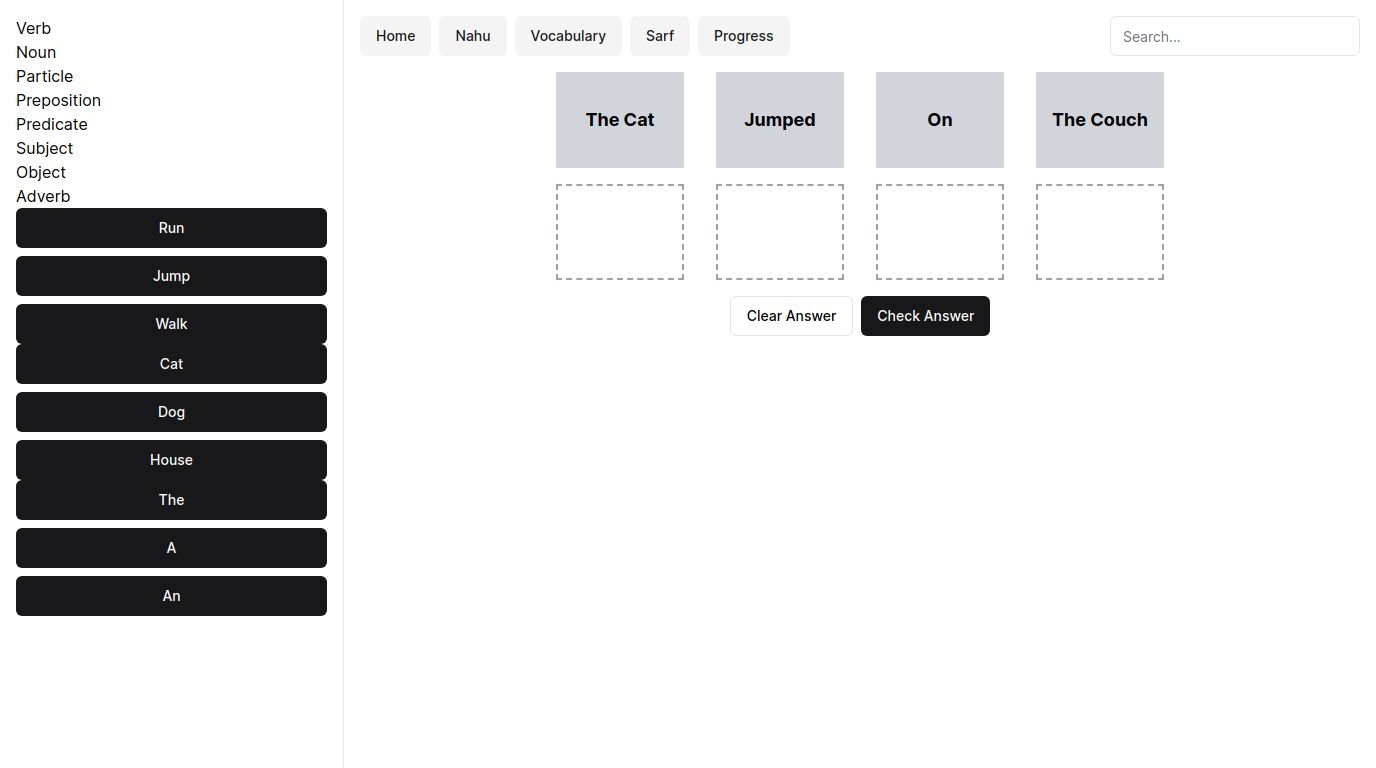 Verb
Noun
Particle
Preposition
Predicate
Subject
Object
Adverb
Run
Jump
Walk
Cat
Dog
House
The
A
An
Home Nahu Vocabulary Sarf Progress Search...
The Cat Jumped On The Couch
Clear Answer Check Answer